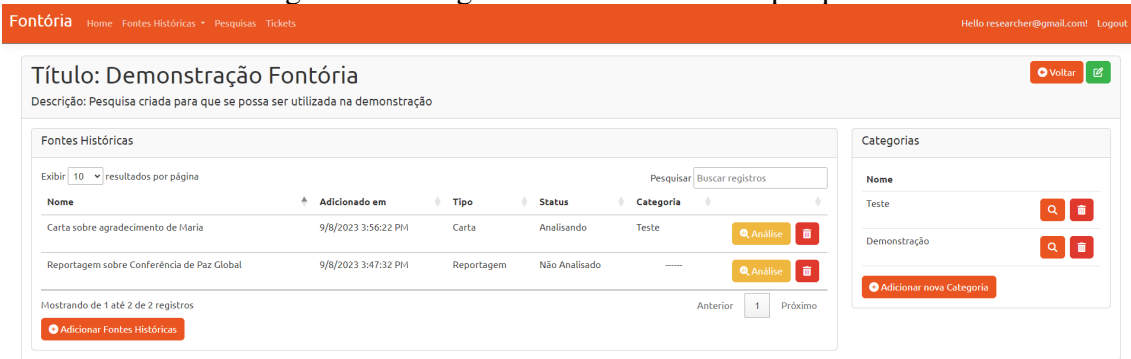 Fontória Home Fontes Históricas Pesquisas Tickets Hello researcher@gmail.com! Logout
Título: Demonstração Fontória
Voltar
Descrição: Pesquisa criada para que se possa ser utilizada na demonstração
Fontes Históricas
Exibir 10 resultados por página
Pesquisar Buscar registros
Nome Adicionado em Tipo Status Categoria
Carta sobre agradecimento de Maria 9/8/2023 3:56:22 PM Carta Analisando Teste Análise
Reportagem sobre Conferência de Paz Global 9/8/2023 3:47:32 PM Reportagem Não Analisado ------ Análise
Mostrando de 1 até 2 de 2 registros
Anterior 1 Próximo
Adicionar Fontes Históricas
Categorias
Nome
Teste
Demonstração
Adicionar nova Categoria